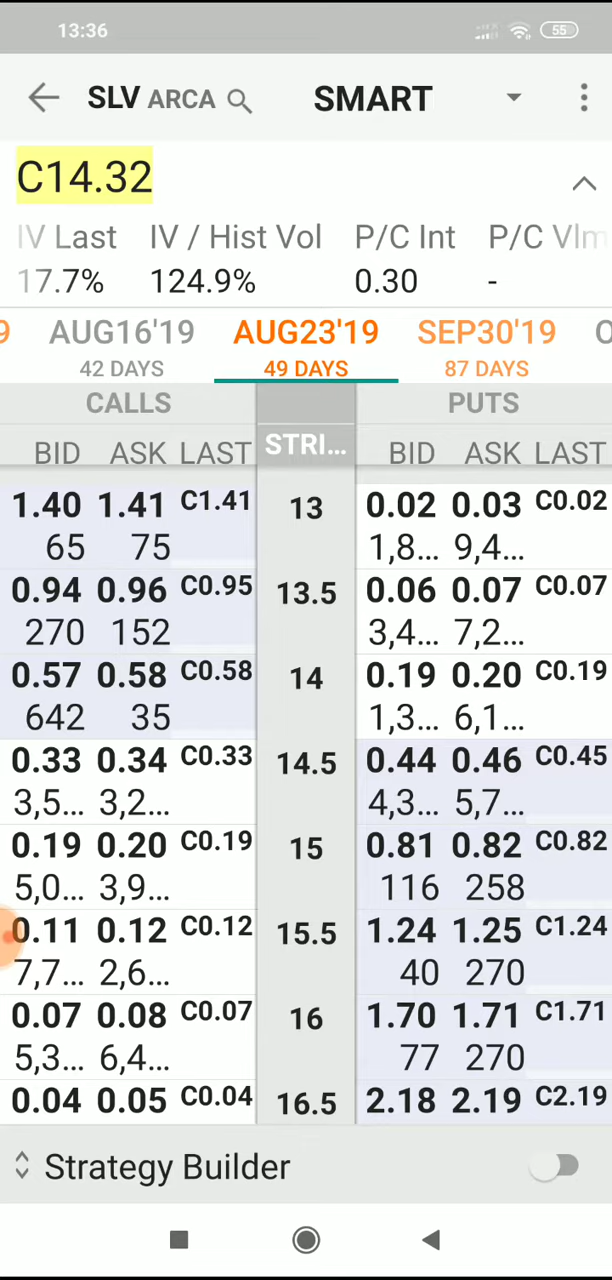 13:36 55
SLV ARCA SMART
C14.32
IV Last IV / Hist Vol P/C Int P/C Vlm
17.7% 124.9% 0.30 -
9 AUG16'19 AUG23'19 SEP30'19 O
42 DAYS 49 DAYS 87 DAYS
CALLS PUTS
BID ASK LAST STRI... BID ASK LAST
1.40 1.41 C1.41 13 0.02 0.03 C0.02
65 75 1,8... 9,4...
0.94 0.96 C0.95 13.5 0.06 0.07 C0.07
270 152 3,4... 7,2...
0.57 0.58 C0.58 14 0.19 0.20 C0.19
642 35 1,3... 6,1...
0.33 0.34 C0.33 14.5 0.44 0.46 C0.45
3,5... 3,2... 4,3... 5,7...
0.19 0.20 C0.19 15 0.81 0.82 C0.82
5,0... 3,9... 116 258
0.11 0.12 C0.12 15.5 1.24 1.25 C1.24
7,7... 2,6... 40 270
0.07 0.08 C0.07 16 1.70 1.71 C1.71
5,3... 6,4... 77 270
0.04 0.05 C0.04 16.5 2.18 2.19 C2.19
Strategy Builder